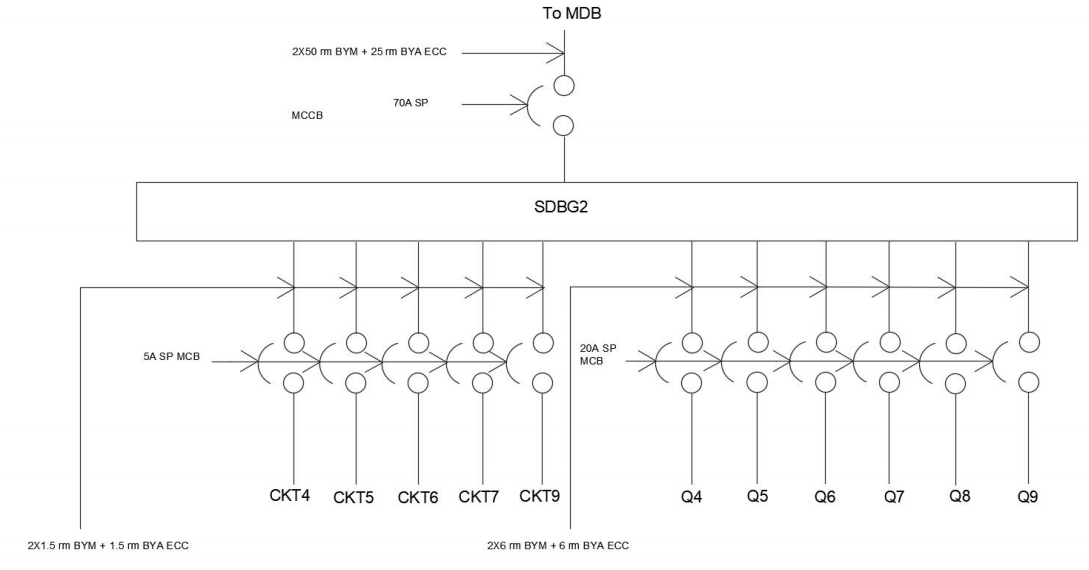 To MDB
2X50 rm BYM + 25 rm BYA ECC
70A SP
MCCB
SDBG2
5A SP MCB
20A SP
MCB
CKT4 CKT5 CKT6 CKT7 CKT9 Q4 Q5 Q6 Q7 Q8 Q9
2X1.5 rm BYM + 1.5 rm BYA ECC
2X6 rm BYM + 6 rm BYA ECC